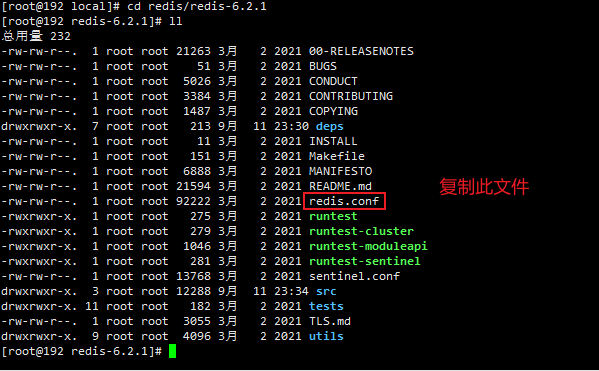 [root@192 local]# cd redis/redis-6.2.1
[root@192 redis-6.2.1]# ll
总用量 232
-rw-rw-r--. 1 root root 21263 3月 2 2021 00-RELEASENOTES
-rw-rw-r--. 1 root root 51 3月 2 2021 BUGS
-rw-rw-r--. 1 root root 5026 3月 2 2021 CONDUCT
-rw-rw-r--. 1 root root 3384 3月 2 2021 CONTRIBUTING
-rw-rw-r--. 1 root root 1487 3月 2 2021 COPYING
drwxrwxr-x. 7 root root 213 9月 11 23:30 deps
-rw-rw-r--. 1 root root 11 3月 2 2021 INSTALL
-rw-rw-r--. 1 root root 151 3月 2 2021 Makefile
-rw-rw-r--. 1 root root 6888 3月 2 2021 MANIFESTO
-rw-rw-r--. 1 root root 21594 3月 2 2021 README.md
-rw-rw-r--. 1 root root 92222 3月 2 2021 redis.conf
复制此文件
-rwxrwxr-x. 1 root root 275 3月 2 2021 runtest
-rwxrwxr-x. 1 root root 279 3月 2 2021 runtest-cluster
-rwxrwxr-x. 1 root root 1046 3月 2 2021 runtest-moduleapi
-rwxrwxr-x. 1 root root 281 3月 2 2021 runtest-sentinel
-rw-rw-r--. 1 root root 13768 3月 2 2021 sentinel.conf
drwxrwxr-x. 3 root root 12288 9月 11 23:34 src
drwxrwxr-x. 11 root root 182 3月 2 2021 tests
-rw-rw-r--. 1 root root 3055 3月 2 2021 TLS.md
drwxrwxr-x. 9 root root 4096 3月 2 2021 utils
[root@192 redis-6.2.1]#